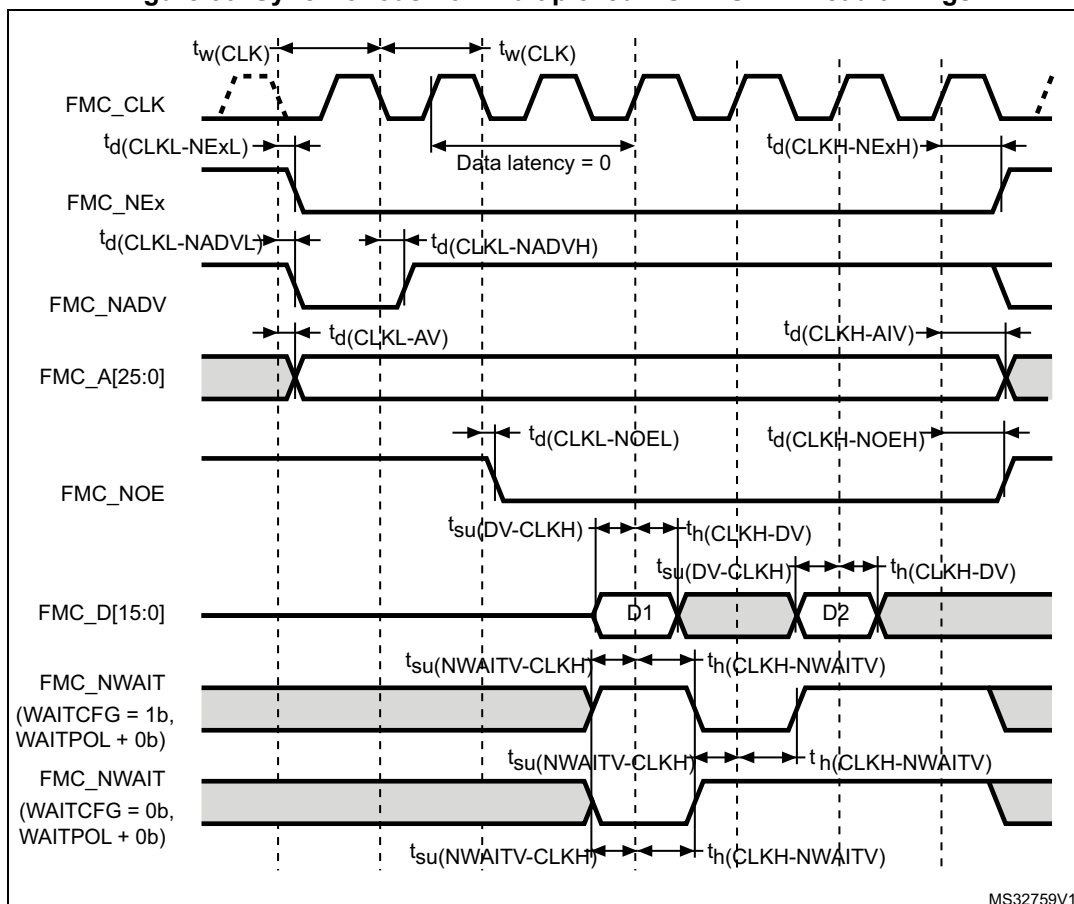 tw(CLK) tw(CLK)
FMC_CLK
td(CLKL-NExL) Data latency = 0 td(CLKH-NExH)
FMC_NEx
td(CLKL-NADVL) td(CLKL-NADVH)
FMC_NADV
td(CLKL-AV) td(CLKH-AIV)
FMC_A[25:0]
td(CLKL-NOEL) td(CLKH-NOEH)
FMC_NOE
tsu(DV-CLKH) th(CLKH-DV)
tsu(DV-CLKH) th(CLKH-DV)
FMC_D[15:0] D1 D2
tsu(NWAITV-CLKH) th(CLKH-NWAITV)
FMC_NWAIT
(WAITCFG = 1b,
WAITPOL + 0b)
tsu(NWAITV-CLKH) th(CLKH-NWAITV)
FMC_NWAIT
(WAITCFG = 0b,
WAITPOL + 0b)
tsu(NWAITV-CLKH) th(CLKH-NWAITV)
MS32759V1